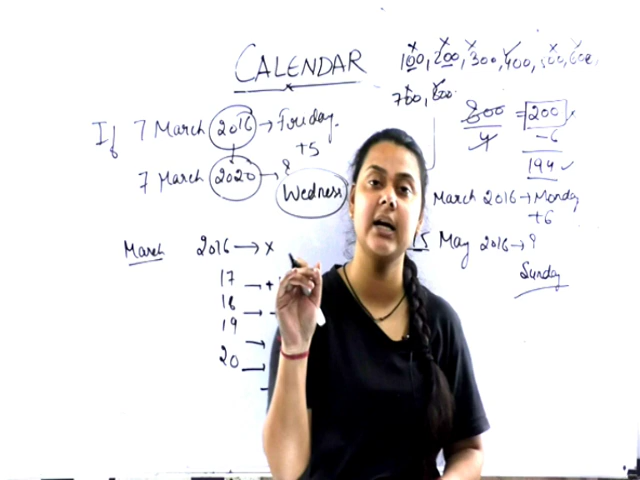 CALENDAR
100, 200, 300, 400, 500, 600,
700, 800
If 7 March 2016 → Friday.
+5
7 March 2020 → ?
Wedness
800/4 = 200
-6
194
March 2016 → Monday
+6
15 May 2016 → ?
Sunday
March 2016 → x
17 → +
18 →
19 →
20 →